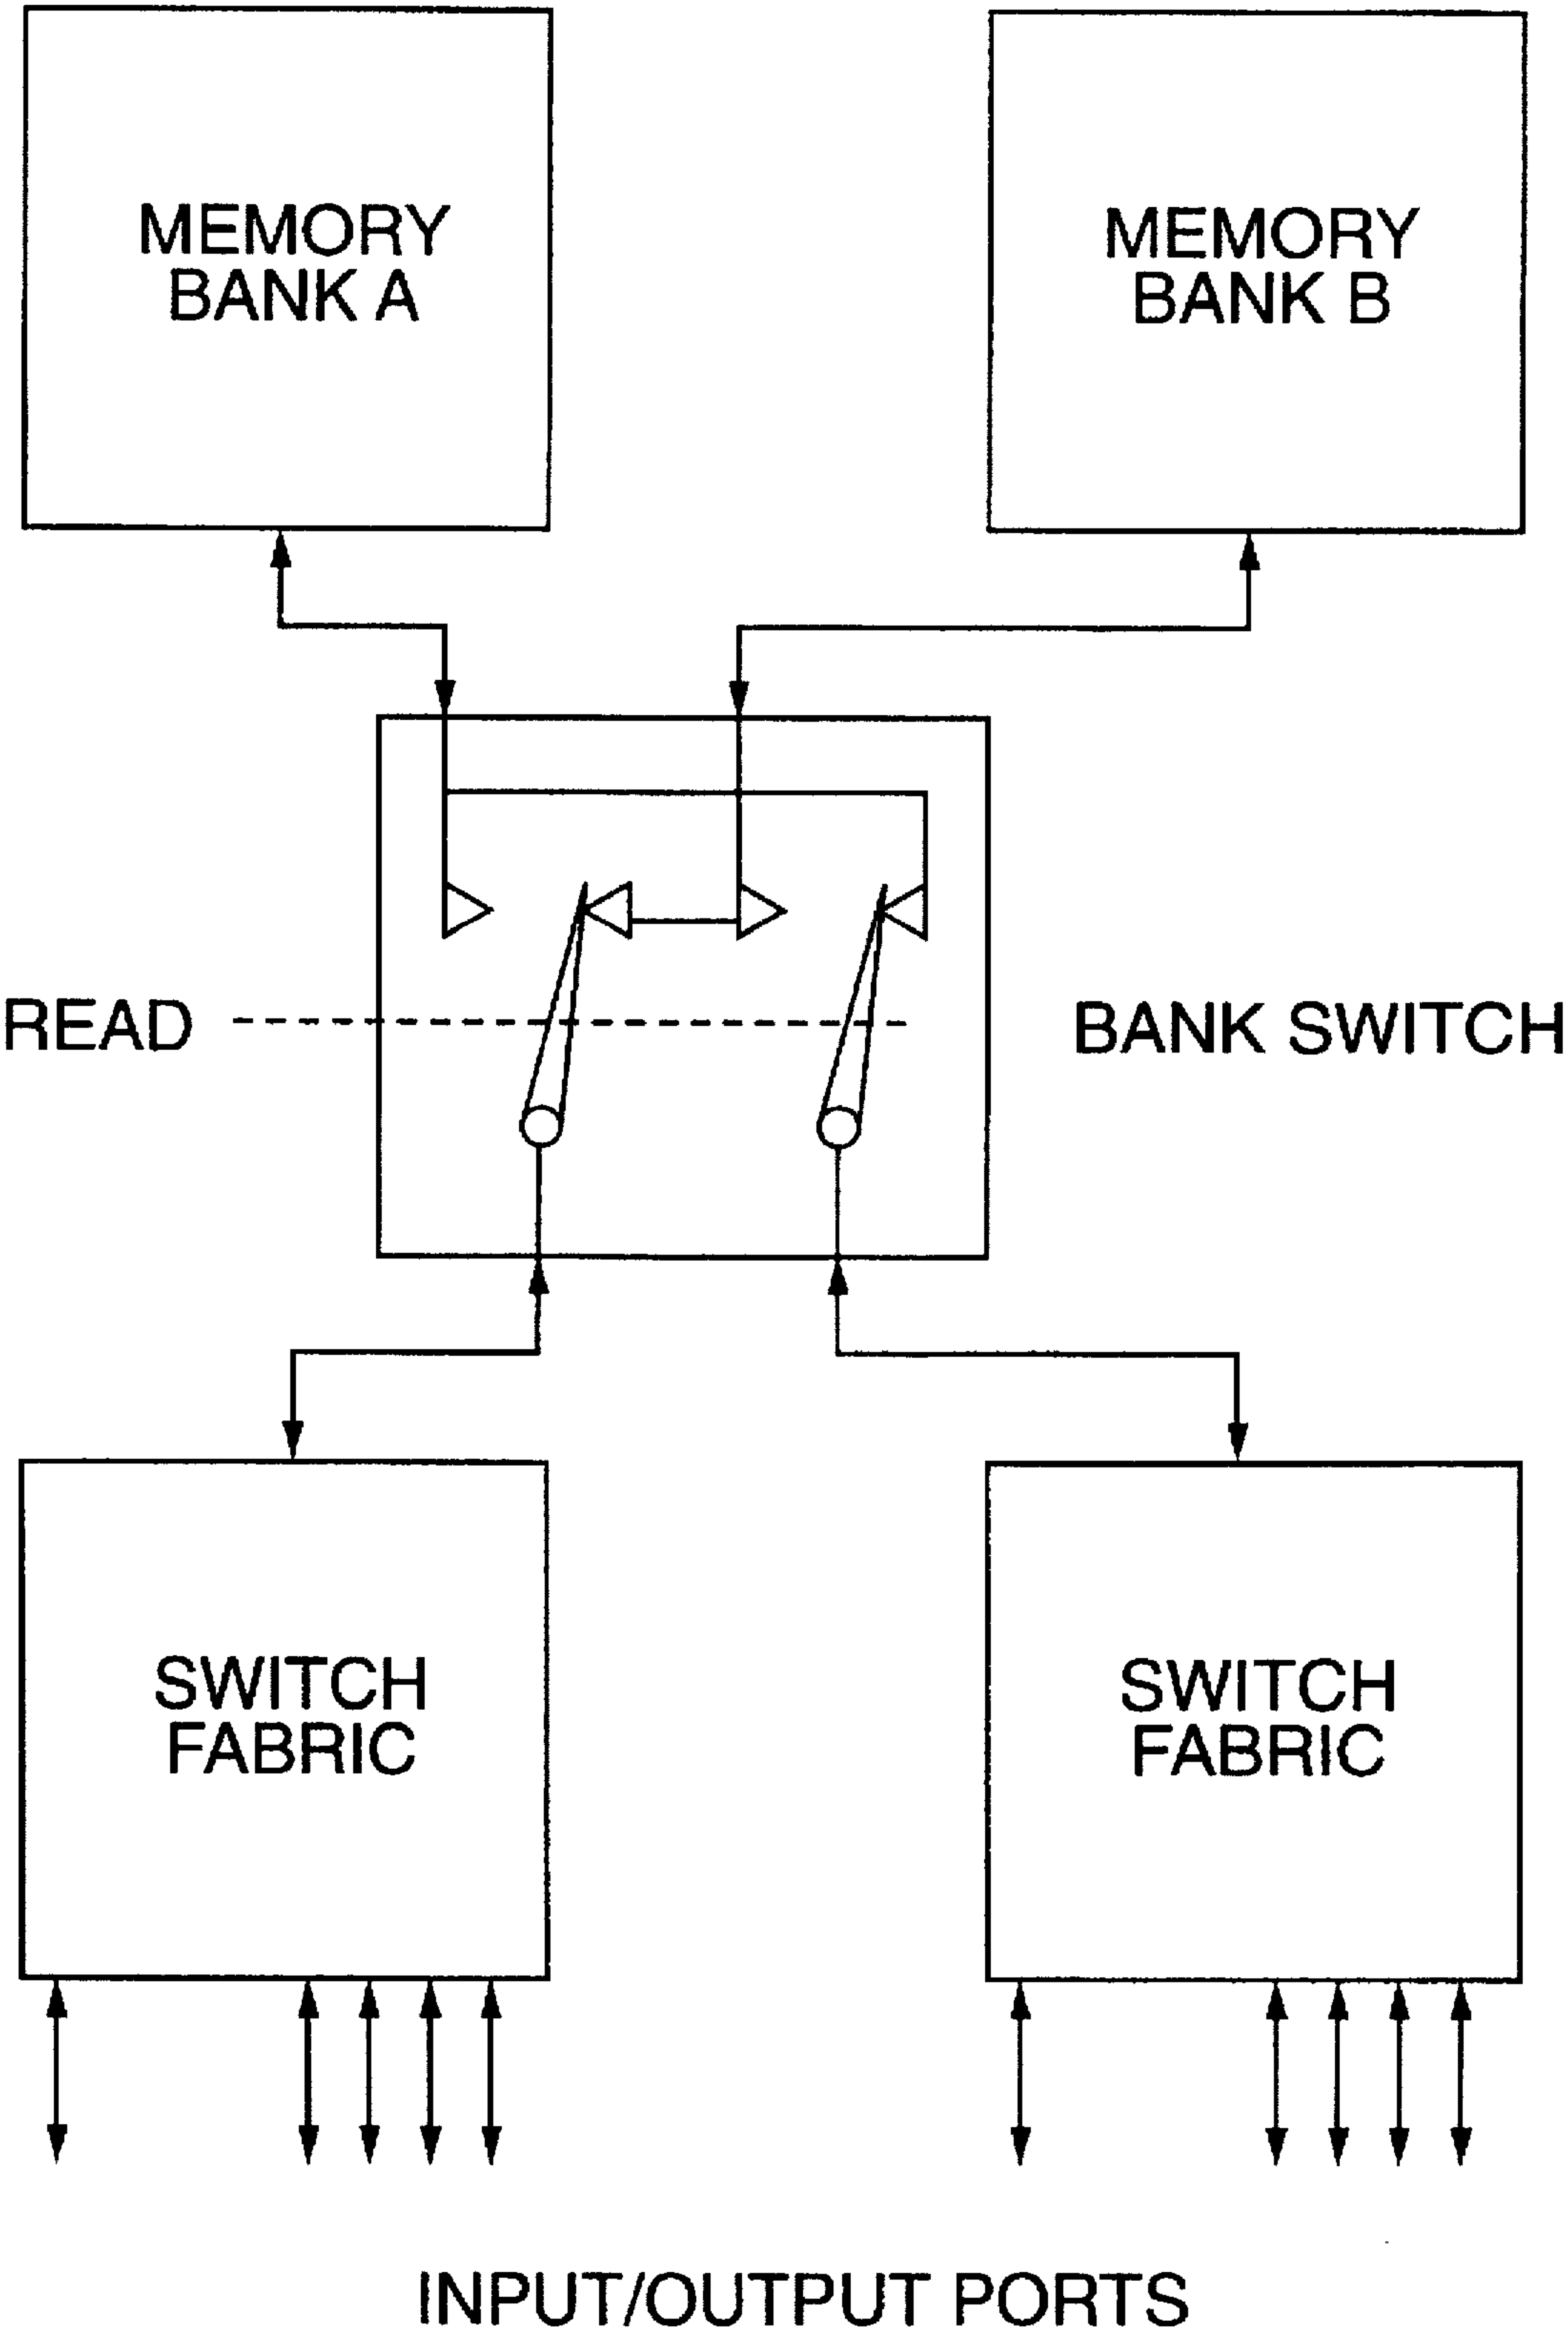 MEMORY
BANK A
MEMORY
BANK B
READ
BANK SWITCH
SWITCH
FABRIC
SWITCH
FABRIC
INPUT/OUTPUT PORTS